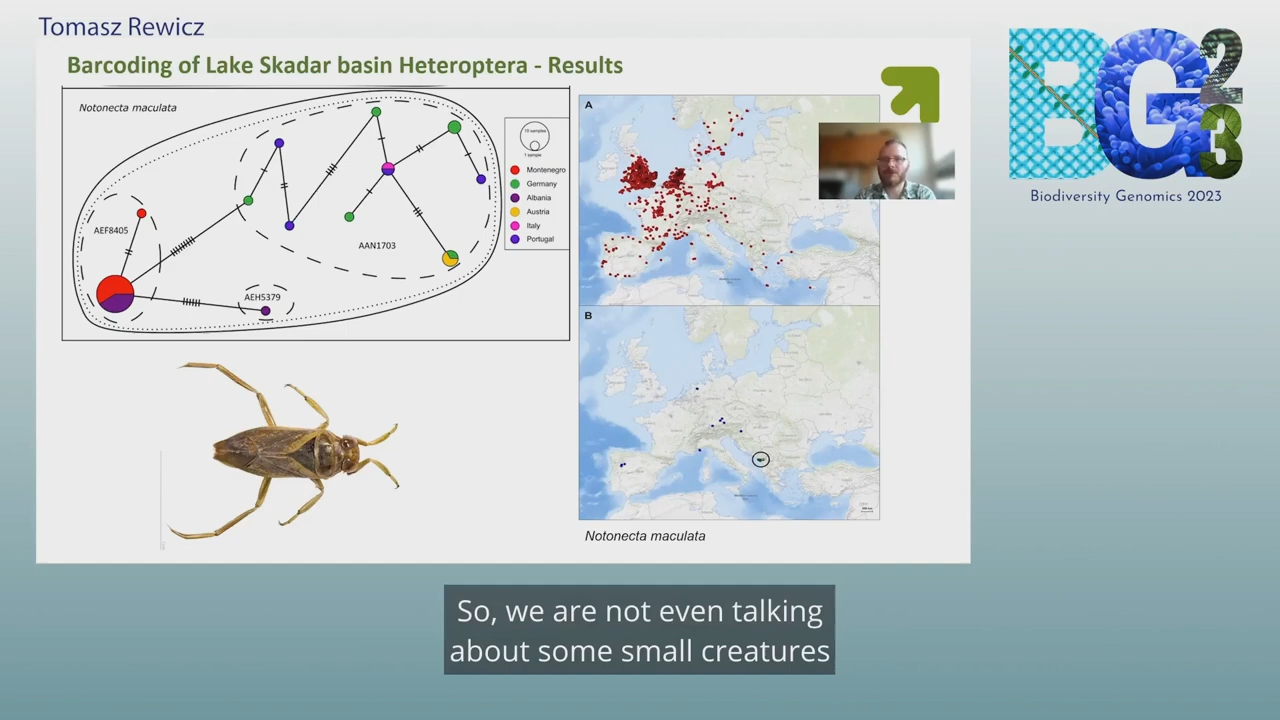 Tomasz Rewicz
Barcoding of Lake Skadar basin Heteroptera - Results
Notonecta maculata
AEF8405
AAN1703
AEH5379
10 samples
1 sample
Montenegro
Germany
Albania
Austria
Italy
Portugal
A
B
Notonecta maculata
BG23
Biodiversity Genomics 2023
So, we are not even talking
about some small creatures